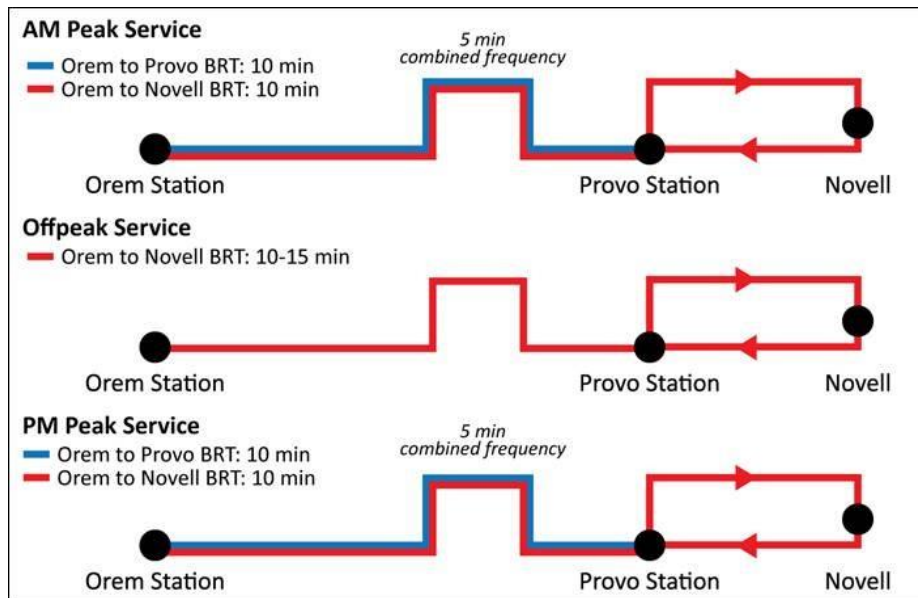 AM Peak Service
Orem to Provo BRT: 10 min
Orem to Novell BRT: 10 min
5 min
combined frequency
Orem Station
Provo Station
Novell
Offpeak Service
Orem to Novell BRT: 10-15 min
Orem Station
Provo Station
Novell
PM Peak Service
Orem to Provo BRT: 10 min
Orem to Novell BRT: 10 min
5 min
combined frequency
Orem Station
Provo Station
Novell